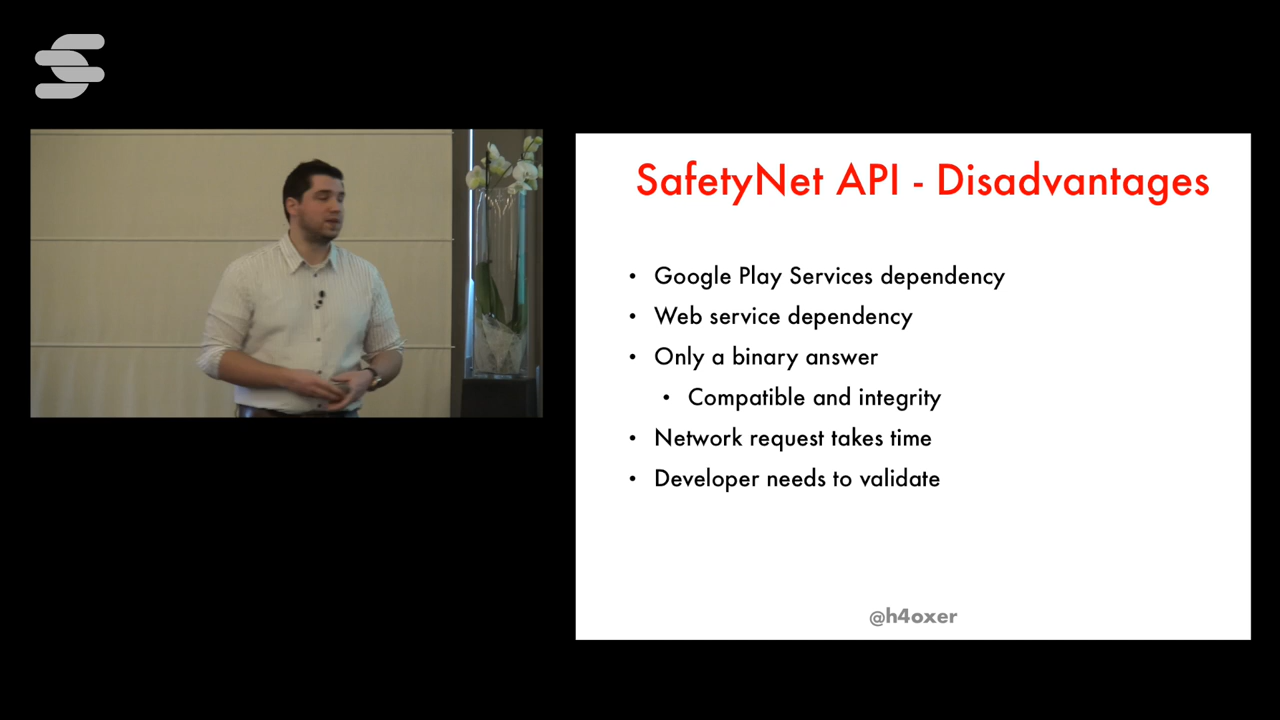 SafetyNet API - Disadvantages
• Google Play Services dependency
• Web service dependency
• Only a binary answer
• Compatible and integrity
• Network request takes time
• Developer needs to validate
@h4oxer